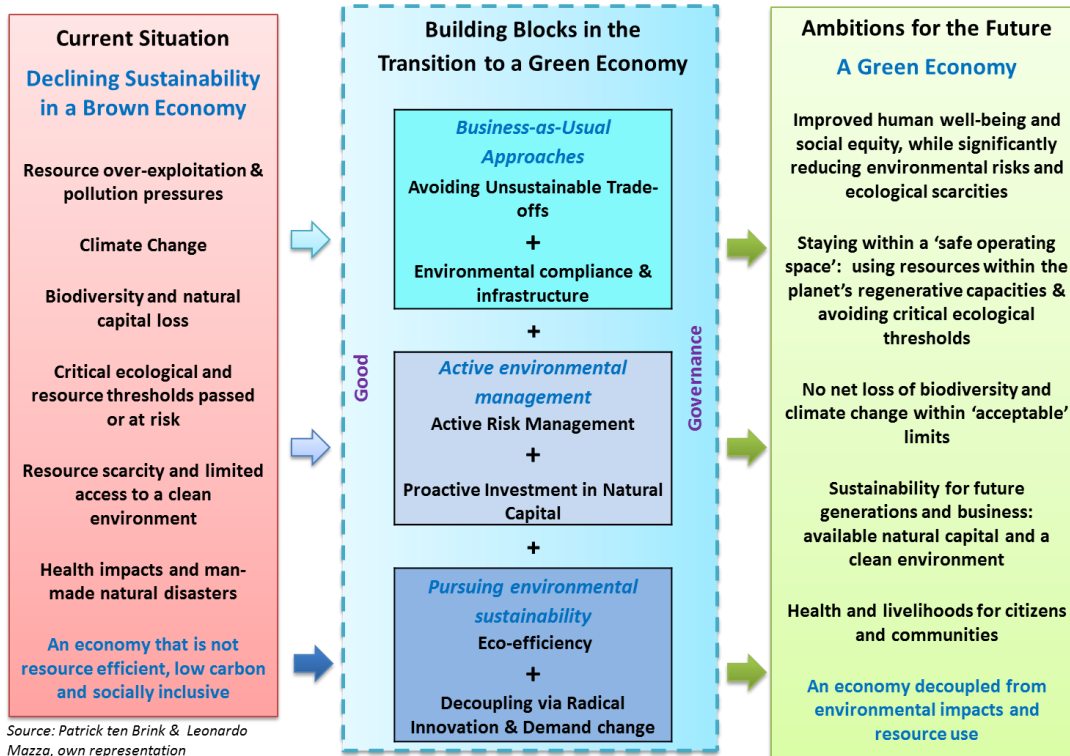 Current Situation
Declining Sustainability
in a Brown Economy
Resource over-exploitation &
pollution pressures
Climate Change
Biodiversity and natural
capital loss
Critical ecological and
resource thresholds passed
or at risk
Resource scarcity and limited
access to a clean
environment
Health impacts and man-
made natural disasters
An economy that is not
resource efficient, low carbon
and socially inclusive
Source: Patrick ten Brink & Leonardo
Mazza, own representation
Building Blocks in the
Transition to a Green Economy
Good
Business-as-Usual
Approaches
Avoiding Unsustainable Trade-
offs
+
Environmental compliance &
infrastructure
+
Active environmental
management
Active Risk Management
+
Proactive Investment in Natural
Capital
+
Pursuing environmental
sustainability
Eco-efficiency
+
Decoupling via Radical
Innovation & Demand change
Governance
Ambitions for the Future
A Green Economy
Improved human well-being and
social equity, while significantly
reducing environmental risks and
ecological scarcities
Staying within a ‘safe operating
space’: using resources within the
planet’s regenerative capacities &
avoiding critical ecological
thresholds
No net loss of biodiversity and
climate change within ‘acceptable’
limits
Sustainability for future
generations and business:
available natural capital and a
clean environment
Health and livelihoods for citizens
and communities
An economy decoupled from
environmental impacts and
resource use